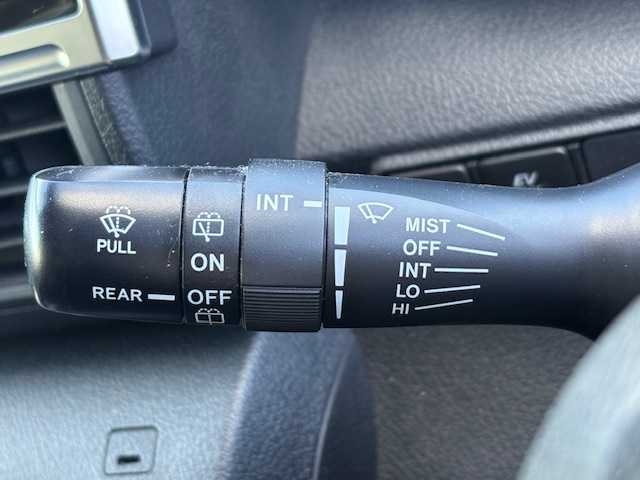 PULL
REAR
ON
OFF
INT
MIST
OFF
INT
LO
HI
EV